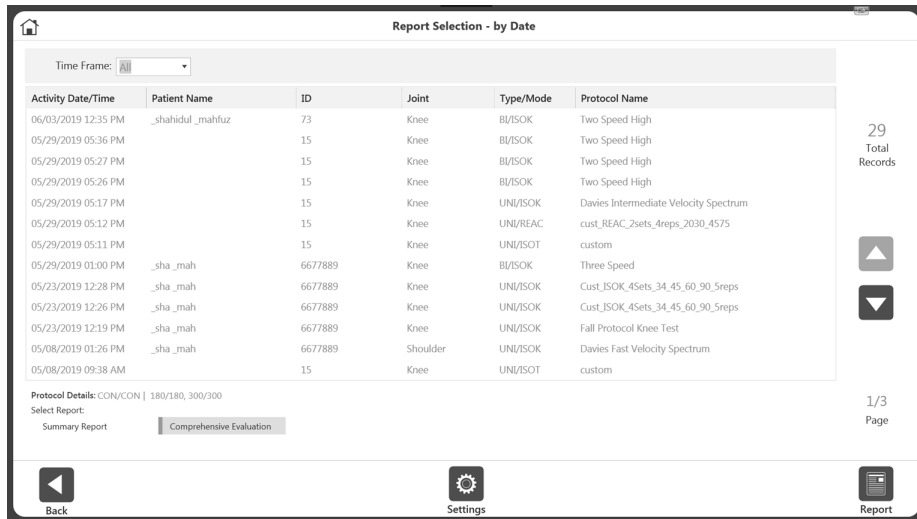 Report Selection - by Date
Time Frame: All
Activity Date/Time Patient Name ID Joint Type/Mode Protocol Name
06/03/2019 12:35 PM _shahidul _mahfuz 73 Knee BI/ISOK Two Speed High
05/29/2019 05:36 PM 15 Knee BI/ISOK Two Speed High
05/29/2019 05:27 PM 15 Knee BI/ISOK Two Speed High
05/29/2019 05:26 PM 15 Knee BI/ISOK Two Speed High
05/29/2019 05:17 PM 15 Knee UNI/ISOK Davies Intermediate Velocity Spectrum
05/29/2019 05:12 PM 15 Knee UNI/REAC cust_REAC_2sets_4reps_2030_4575
05/29/2019 05:11 PM 15 Knee UNI/ISOT custom
05/29/2019 01:00 PM _sha _mah 6677889 Knee BI/ISOK Three Speed
05/23/2019 12:28 PM _sha _mah 6677889 Knee UNI/ISOK Cust_ISOK_4Sets_34_45_60_90_5reps
05/23/2019 12:26 PM _sha _mah 6677889 Knee UNI/ISOK Cust_ISOK_4Sets_34_45_60_90_5reps
05/23/2019 12:19 PM _sha _mah 6677889 Knee UNI/ISOK Fall Protocol Knee Test
05/08/2019 01:26 PM _sha _mah 6677889 Shoulder UNI/ISOK Davies Fast Velocity Spectrum
05/08/2019 09:38 AM 15 Knee UNI/ISOT custom
29
Total
Records
Protocol Details: CON/CON | 180/180, 300/300
Select Report:
Summary Report Comprehensive Evaluation
1/3
Page
Back Settings Report